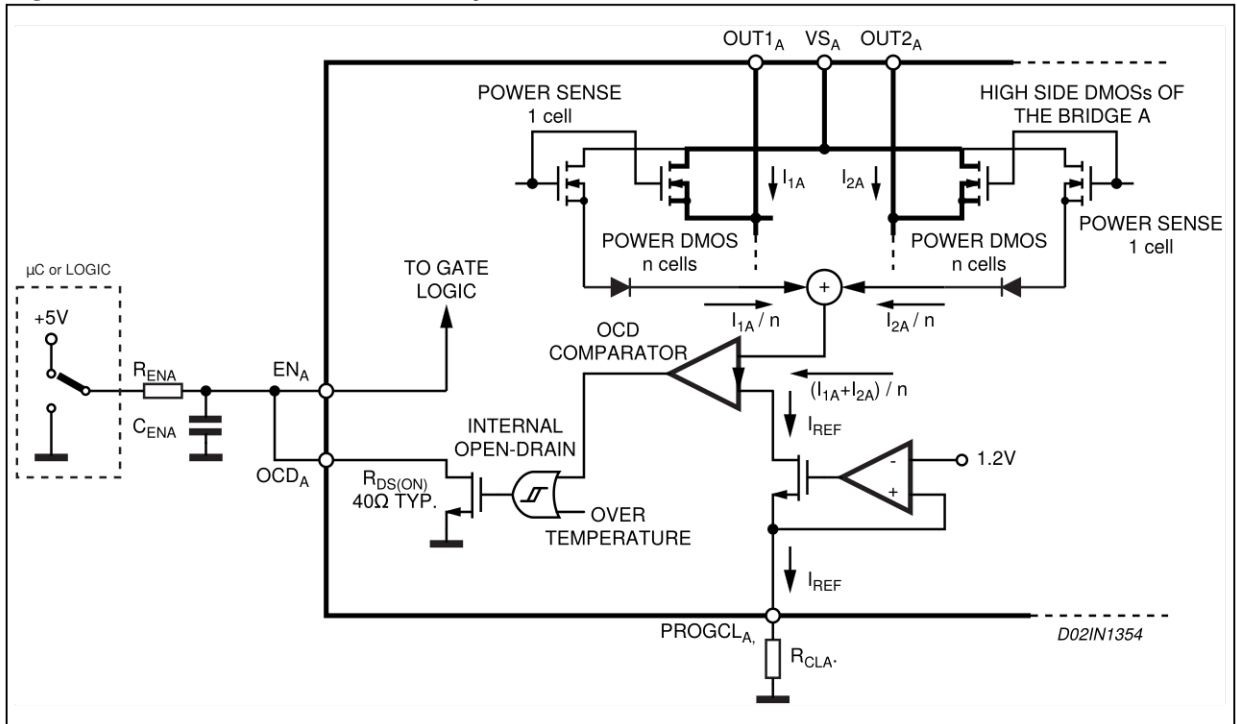 OUT1A VSA OUT2A
POWER SENSE
1 cell
HIGH SIDE DMOSs OF
THE BRIDGE A
I1A I2A
POWER DMOS
n cells
POWER DMOS
n cells
POWER SENSE
1 cell
µC or LOGIC
+5V
TO GATE
LOGIC
+
I1A / n
I2A / n
OCD
COMPARATOR
(I1A+I2A) / n
IREF
RENA
ENA
CENA
OCDA
INTERNAL
OPEN-DRAIN
RDS(ON)
40Ω TYP.
OVER
TEMPERATURE
-
+
1.2V
IREF
PROGCLA,
RCLA.
D02IN1354